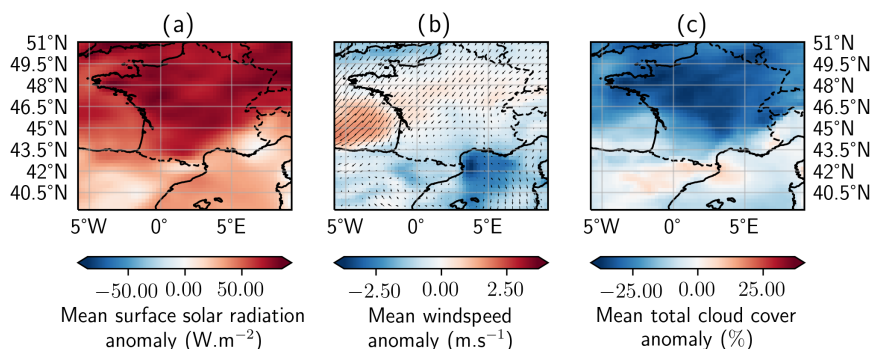 (a) (b) (c)
51°N 51°N
49.5°N 49.5°N
48°N 48°N
46.5°N 46.5°N
45°N 45°N
43.5°N 43.5°N
42°N 42°N
40.5°N 40.5°N
5°W 0° 5°E 5°W 0° 5°E 5°W 0° 5°E
−50.00 0.00 50.00 −2.50 0.00 2.50 −25.00 0.00 25.00
Mean surface solar radiation Mean windspeed Mean total cloud cover
anomaly (W.m⁻²) anomaly (m.s⁻¹) anomaly (%)